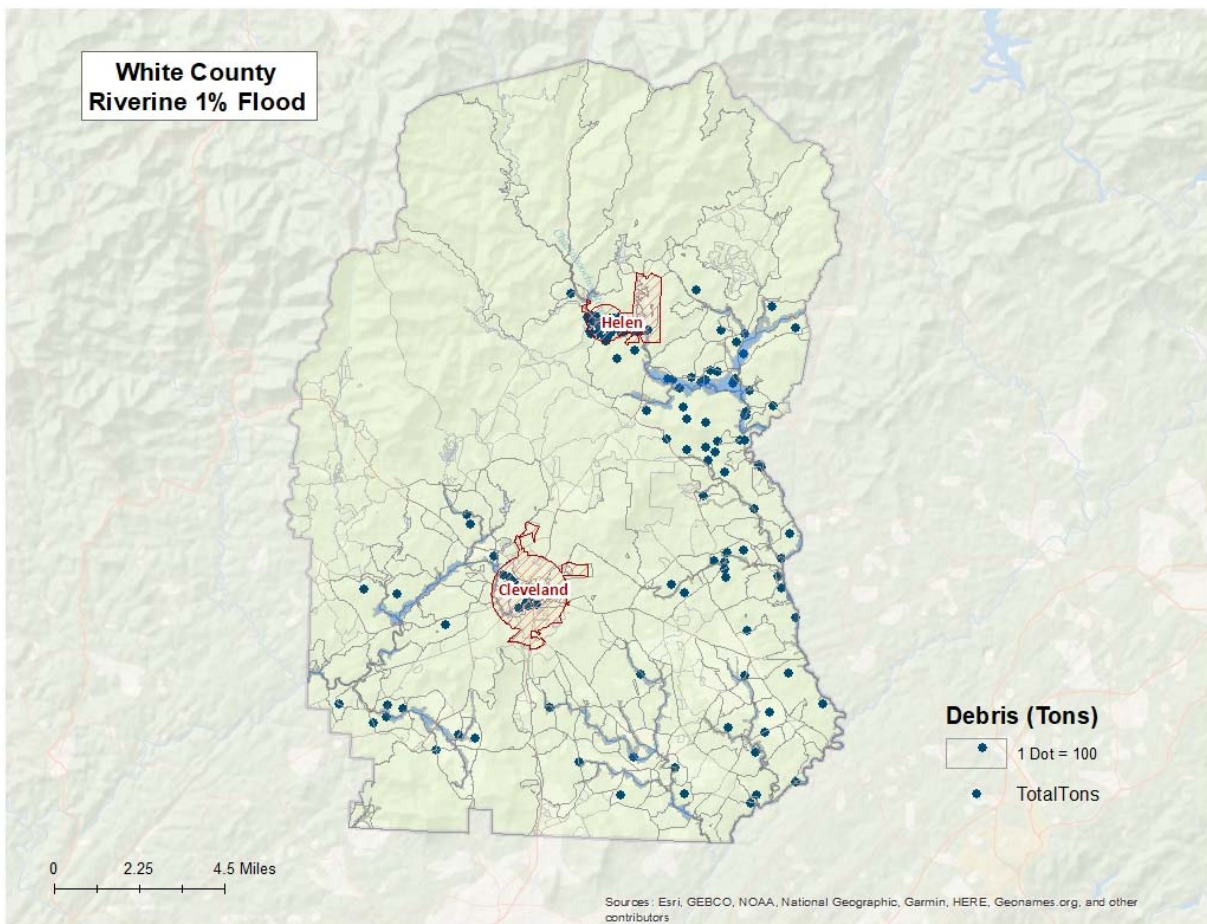 White County
Riverine 1% Flood
Helen
Cleveland
Debris (Tons)
1 Dot = 100
TotalTons
0 2.25 4.5 Miles
Sources: Esri, GEBCO, NOAA, National Geographic, Garmin, HERE, Geonames.org, and other
contributors